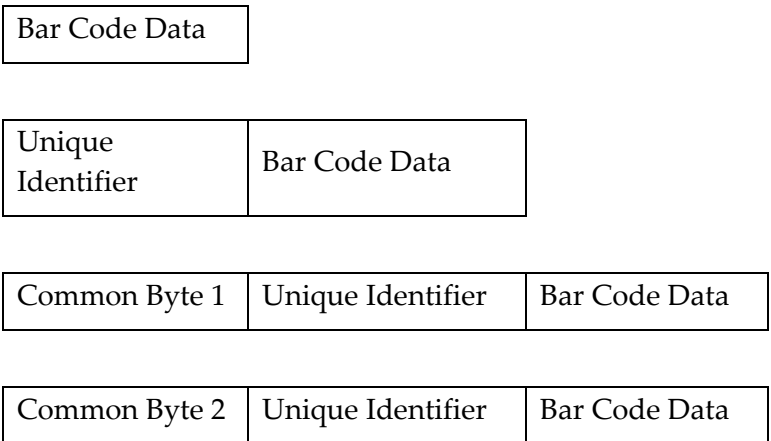 Bar Code Data
Unique
Identifier
Bar Code Data
Common Byte 1 Unique Identifier Bar Code Data
Common Byte 2 Unique Identifier Bar Code Data